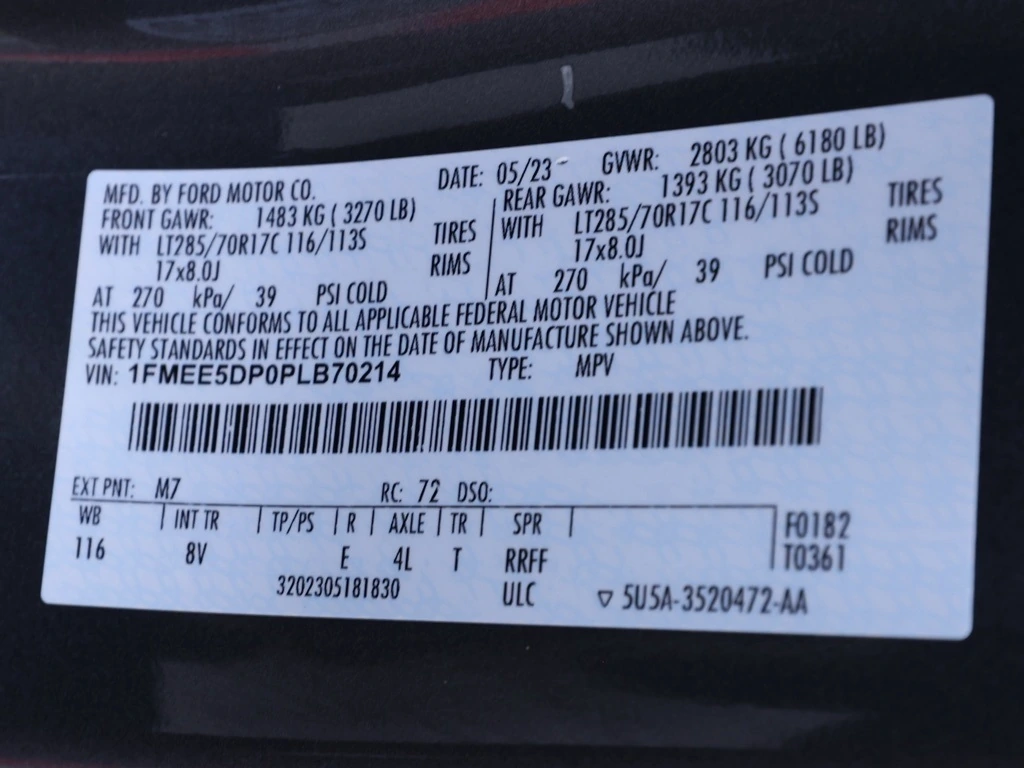 MFD. BY FORD MOTOR CO. DATE: 05/23 GVWR: 2803 KG ( 6180 LB)
FRONT GAWR: 1483 KG ( 3270 LB) REAR GAWR: 1393 KG ( 3070 LB)
WITH LT285/70R17C 116/113S TIRES WITH LT285/70R17C 116/113S TIRES
17x8.0J RIMS 17x8.0J RIMS
AT 270 kPa/ 39 PSI COLD AT 270 kPa/ 39 PSI COLD
THIS VEHICLE CONFORMS TO ALL APPLICABLE FEDERAL MOTOR VEHICLE
SAFETY STANDARDS IN EFFECT ON THE DATE OF MANUFACTURE SHOWN ABOVE.
VIN: 1FMEE5DP0PLB70214 TYPE: MPV
EXT PNT: M7 RC: 72 DSO:
WB INT TR TP/PS R AXLE TR SPR F0182
116 8V E 4L T RRFF T0361
3202305181830 ULC ▽ 5U5A-3520472-AA